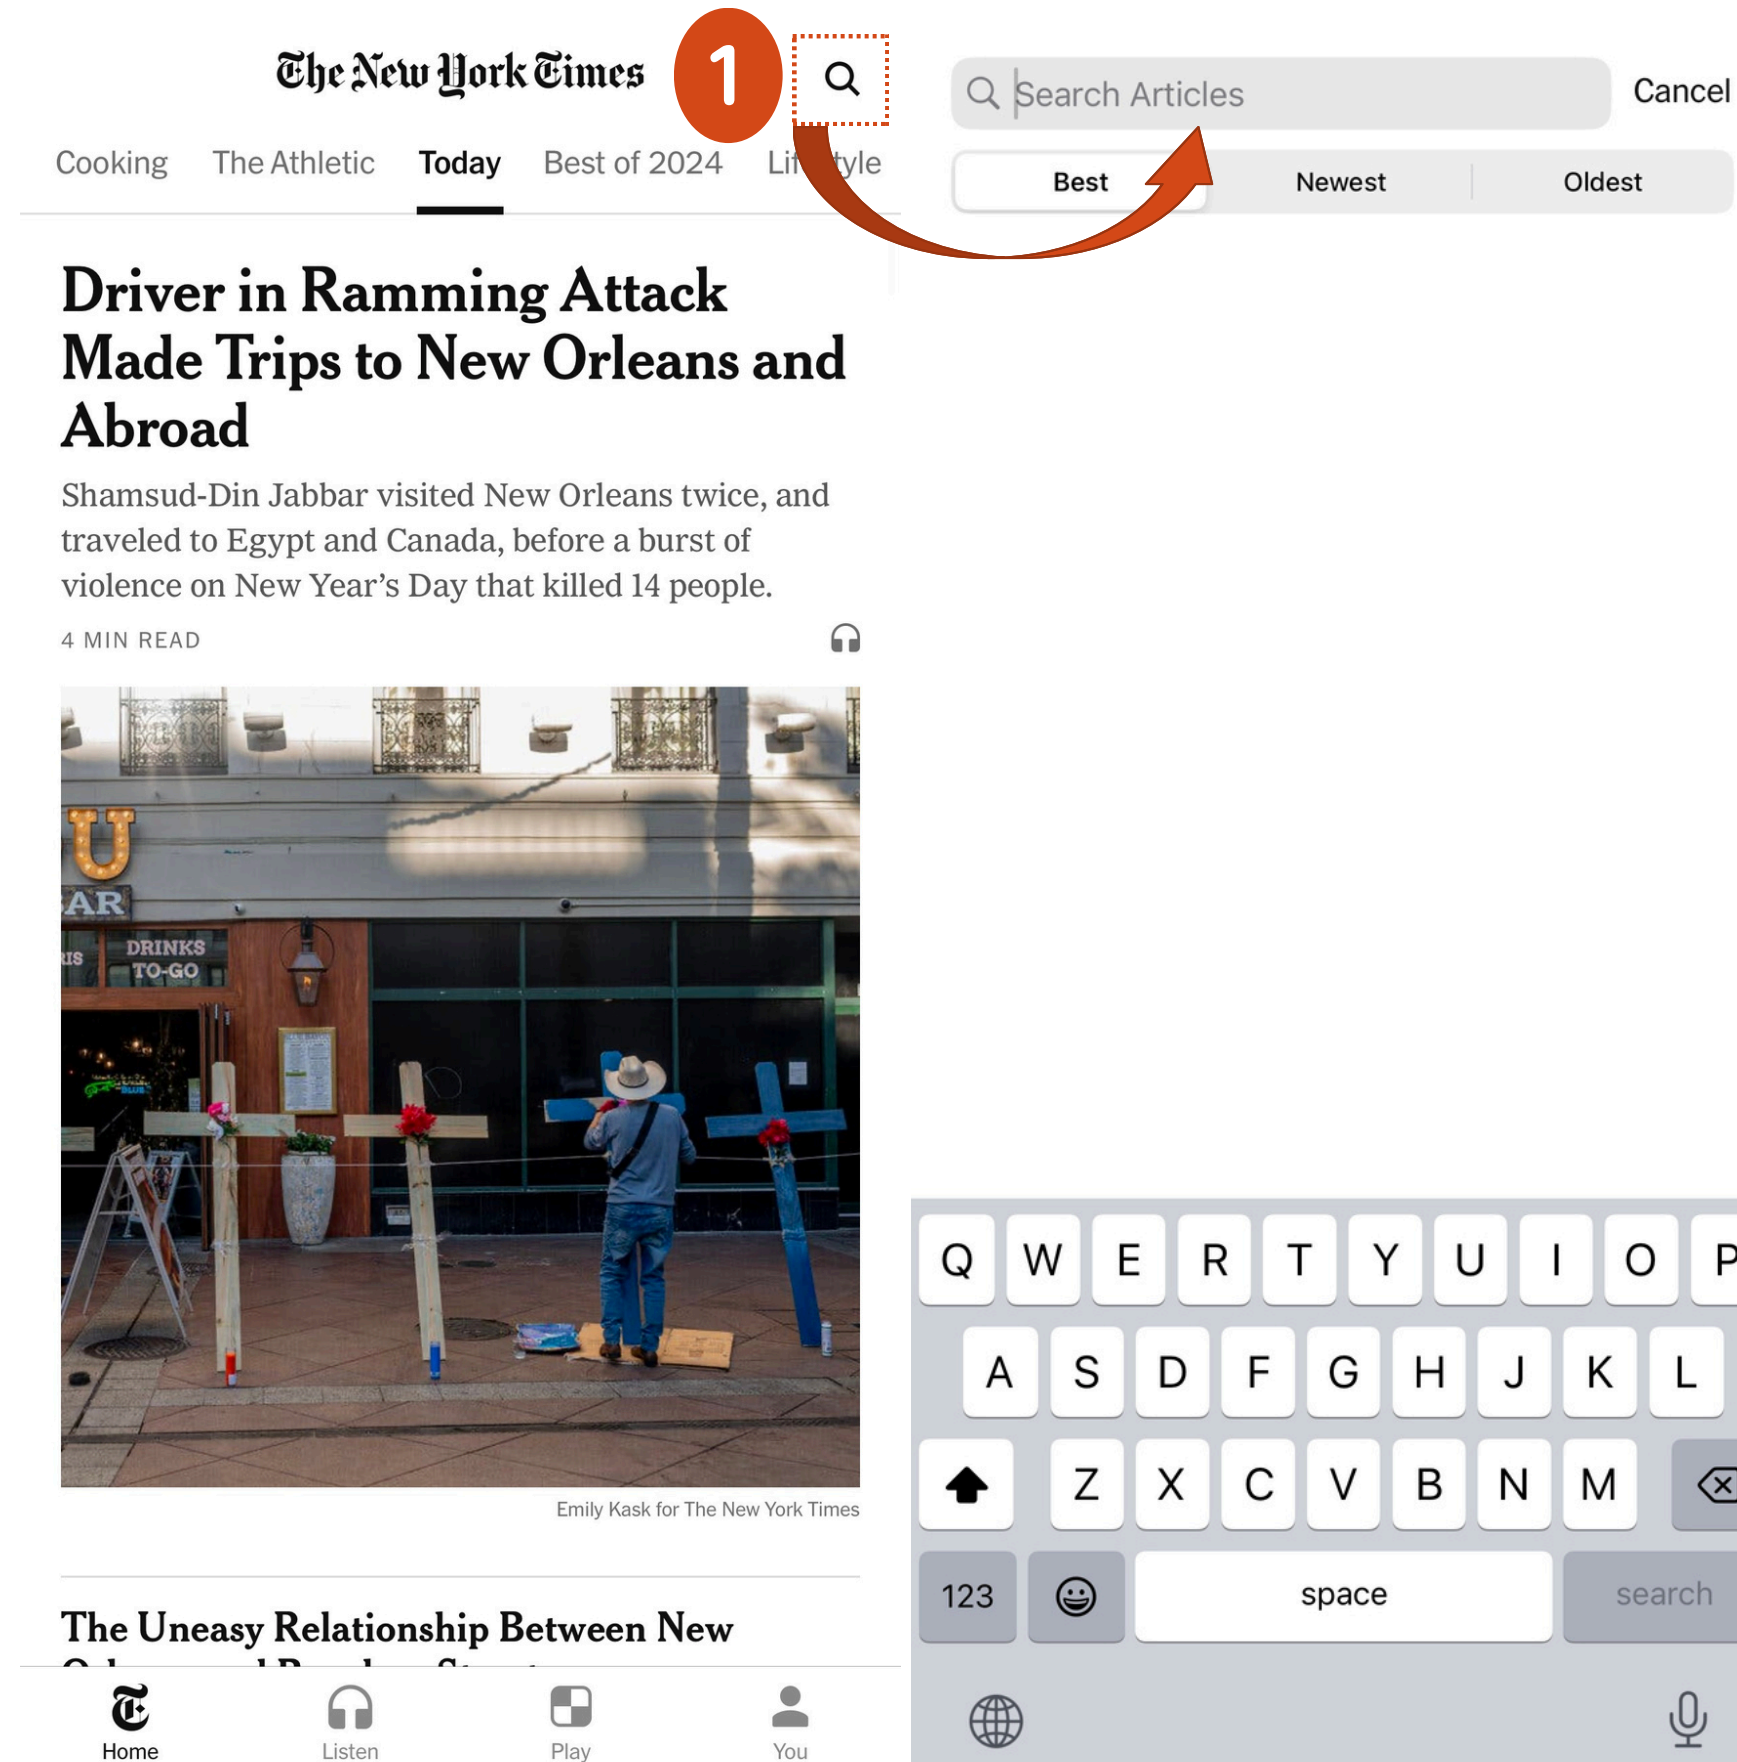 The New York Times
1
Cooking The Athletic Today Best of 2024 Lif tyle
Driver in Ramming Attack
Made Trips to New Orleans and
Abroad
Shamsud-Din Jabbar visited New Orleans twice, and
traveled to Egypt and Canada, before a burst of
violence on New Year's Day that killed 14 people.
4 MIN READ
U
AR
DRINKS
TO-GO
Emily Kask for The New York Times
The Uneasy Relationship Between New
Home Listen Play You
Search Articles Cancel
Best Newest Oldest
Q W E R T Y U I O P
A S D F G H J K L
Z X C V B N M
123 space search